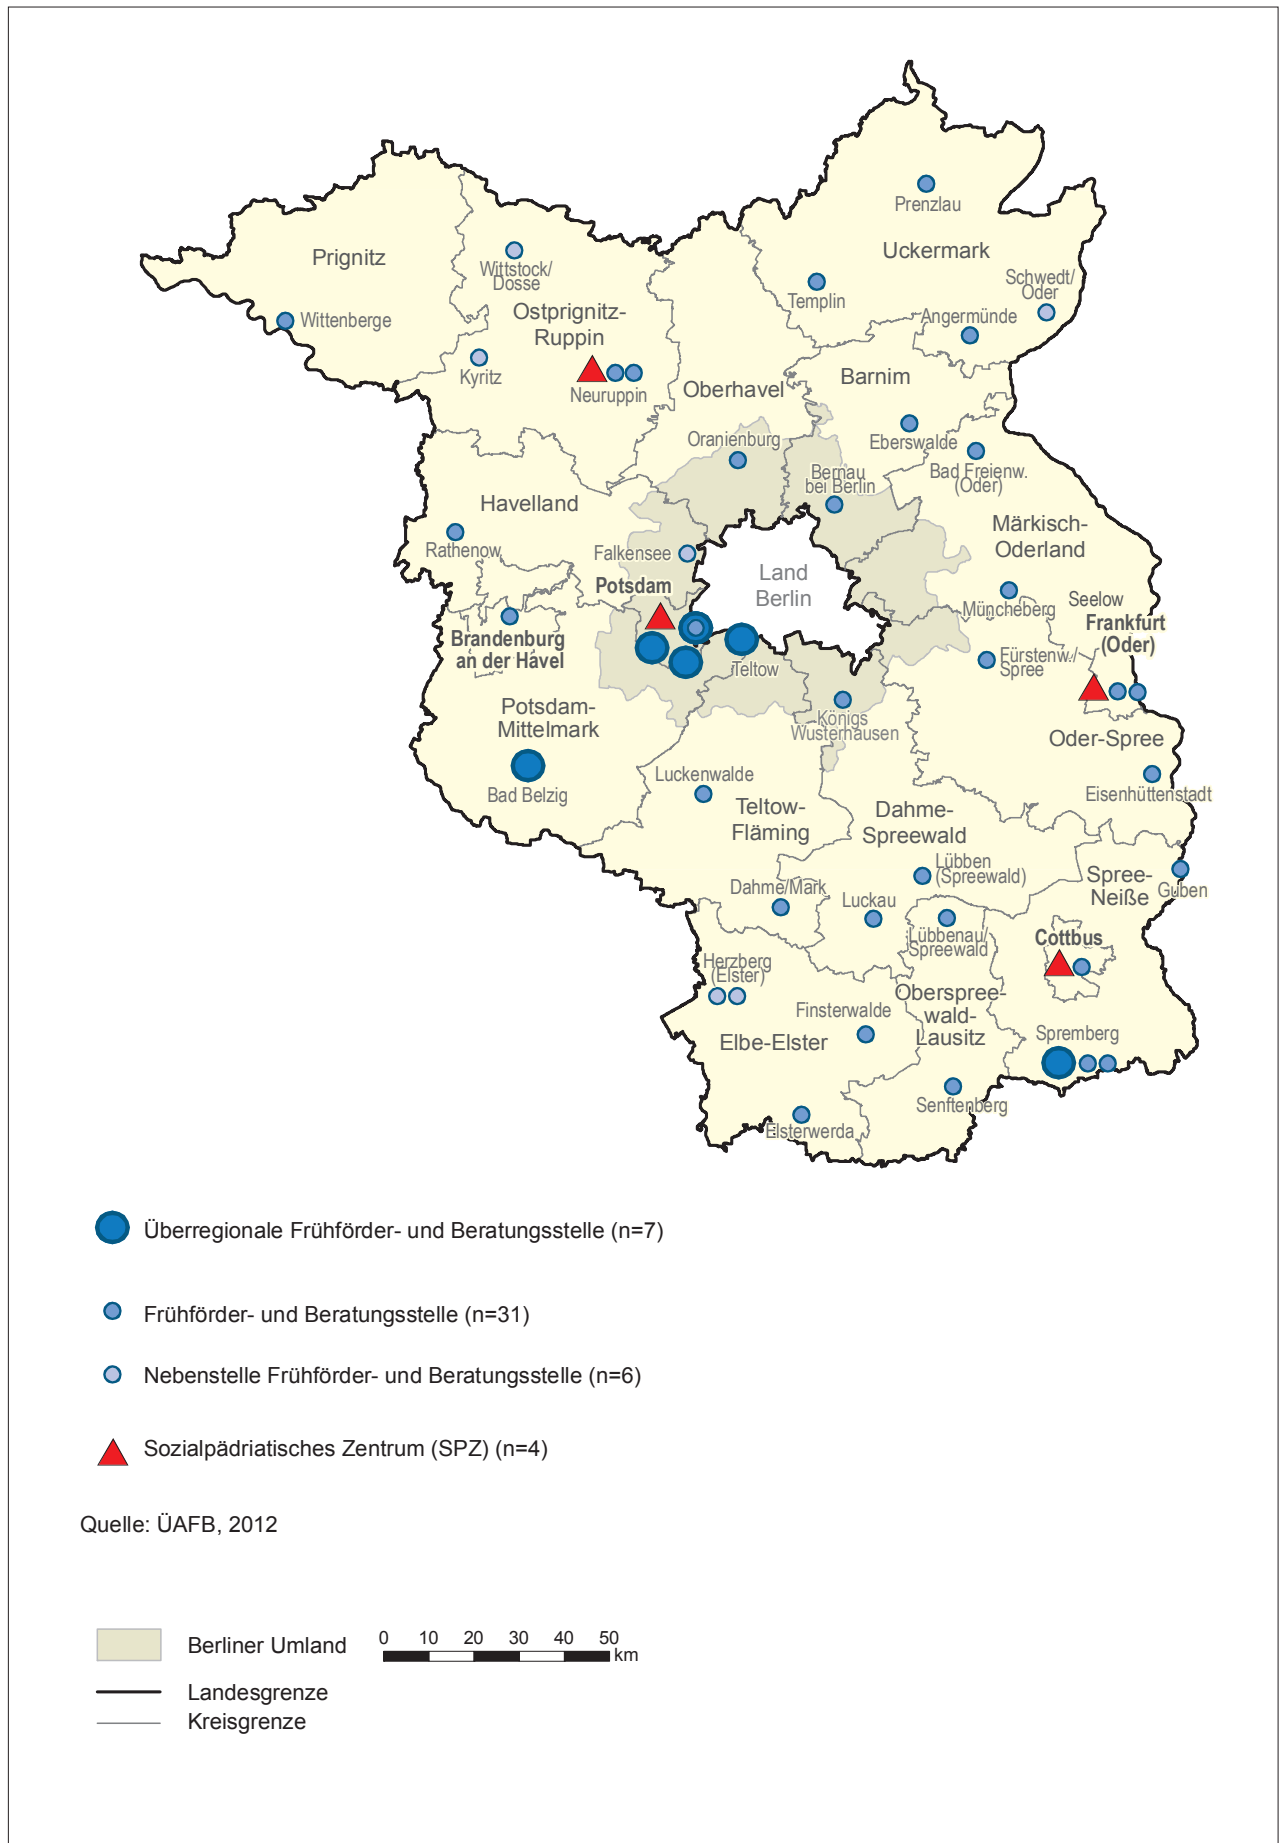 Prenzlau
Uckermark
Prignitz
Wittstock/
Dosse
Schwedt/
Oder
Templin
Angermünde
Wittenberge
Ostprignitz-
Ruppin
Kyritz
Neuruppin
Oberhavel
Barnim
Oranienburg
Eberswalde
Bernau
bei Berlin
Bad Freienw.
(Oder)
Havelland
Rathenow
Falkensee
Märkisch-
Oderland
Land
Berlin
Potsdam
Müncheberg
Seelow
Frankfurt
(Oder)
Brandenburg
an der Havel
Teltow
Fürstenw./
Spree
Potsdam-
Mittelmark
Königs
Wusterhausen
Oder-Spree
Bad Belzig
Luckenwalde
Eisenhüttenstadt
Teltow-
Fläming
Dahme-
Spreewald
Lübben
(Spreewald)
Spree-
Neiße
Guben
Dahme/Mark
Luckau
Lübbenau/
Spreewald
Cottbus
Herzberg
(Elster)
Finsterwalde
Oberspree-
wald-
Lausitz
Elbe-Elster
Spremberg
Senftenberg
Elsterwerda
Überregionale Frühförder- und Beratungsstelle (n=7)
Frühförder- und Beratungsstelle (n=31)
Nebenstelle Frühförder- und Beratungsstelle (n=6)
Sozialpädriatisches Zentrum (SPZ) (n=4)
Quelle: ÜAFB, 2012
Berliner Umland
0 10 20 30 40 50
km
Landesgrenze
Kreisgrenze